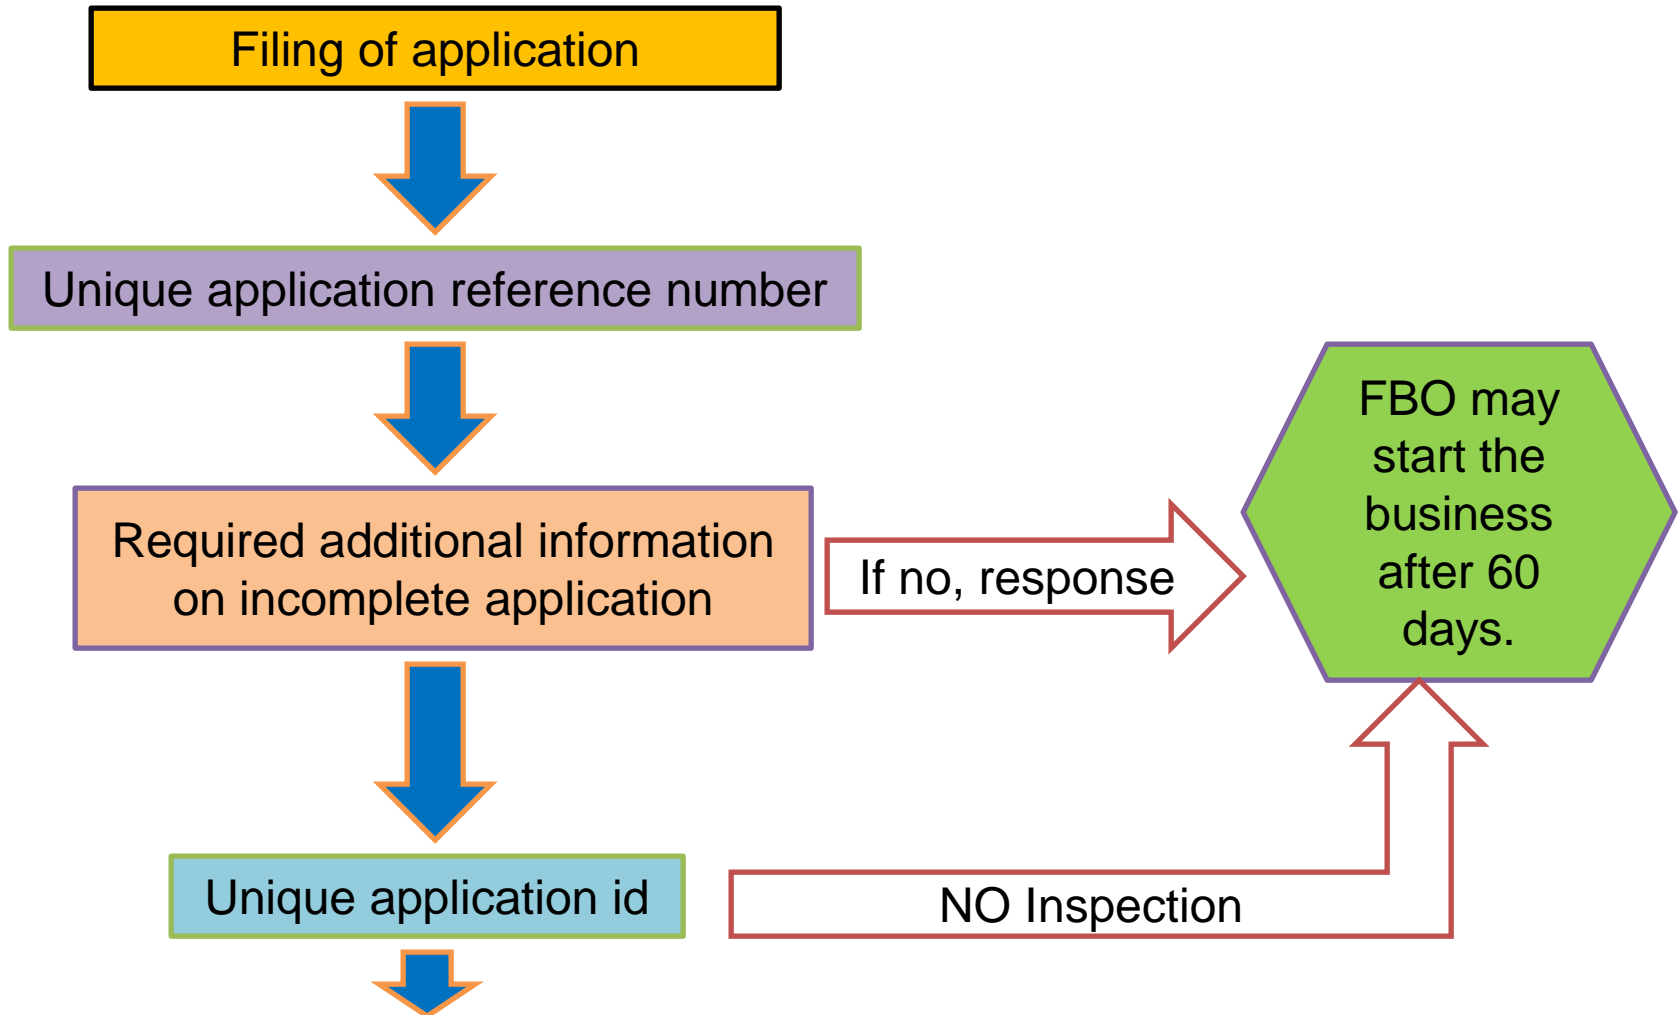 Filing of application
Unique application reference number
Required additional information
on incomplete application
If no, response
FBO may
start the
business
after 60
days.
Unique application id
NO Inspection